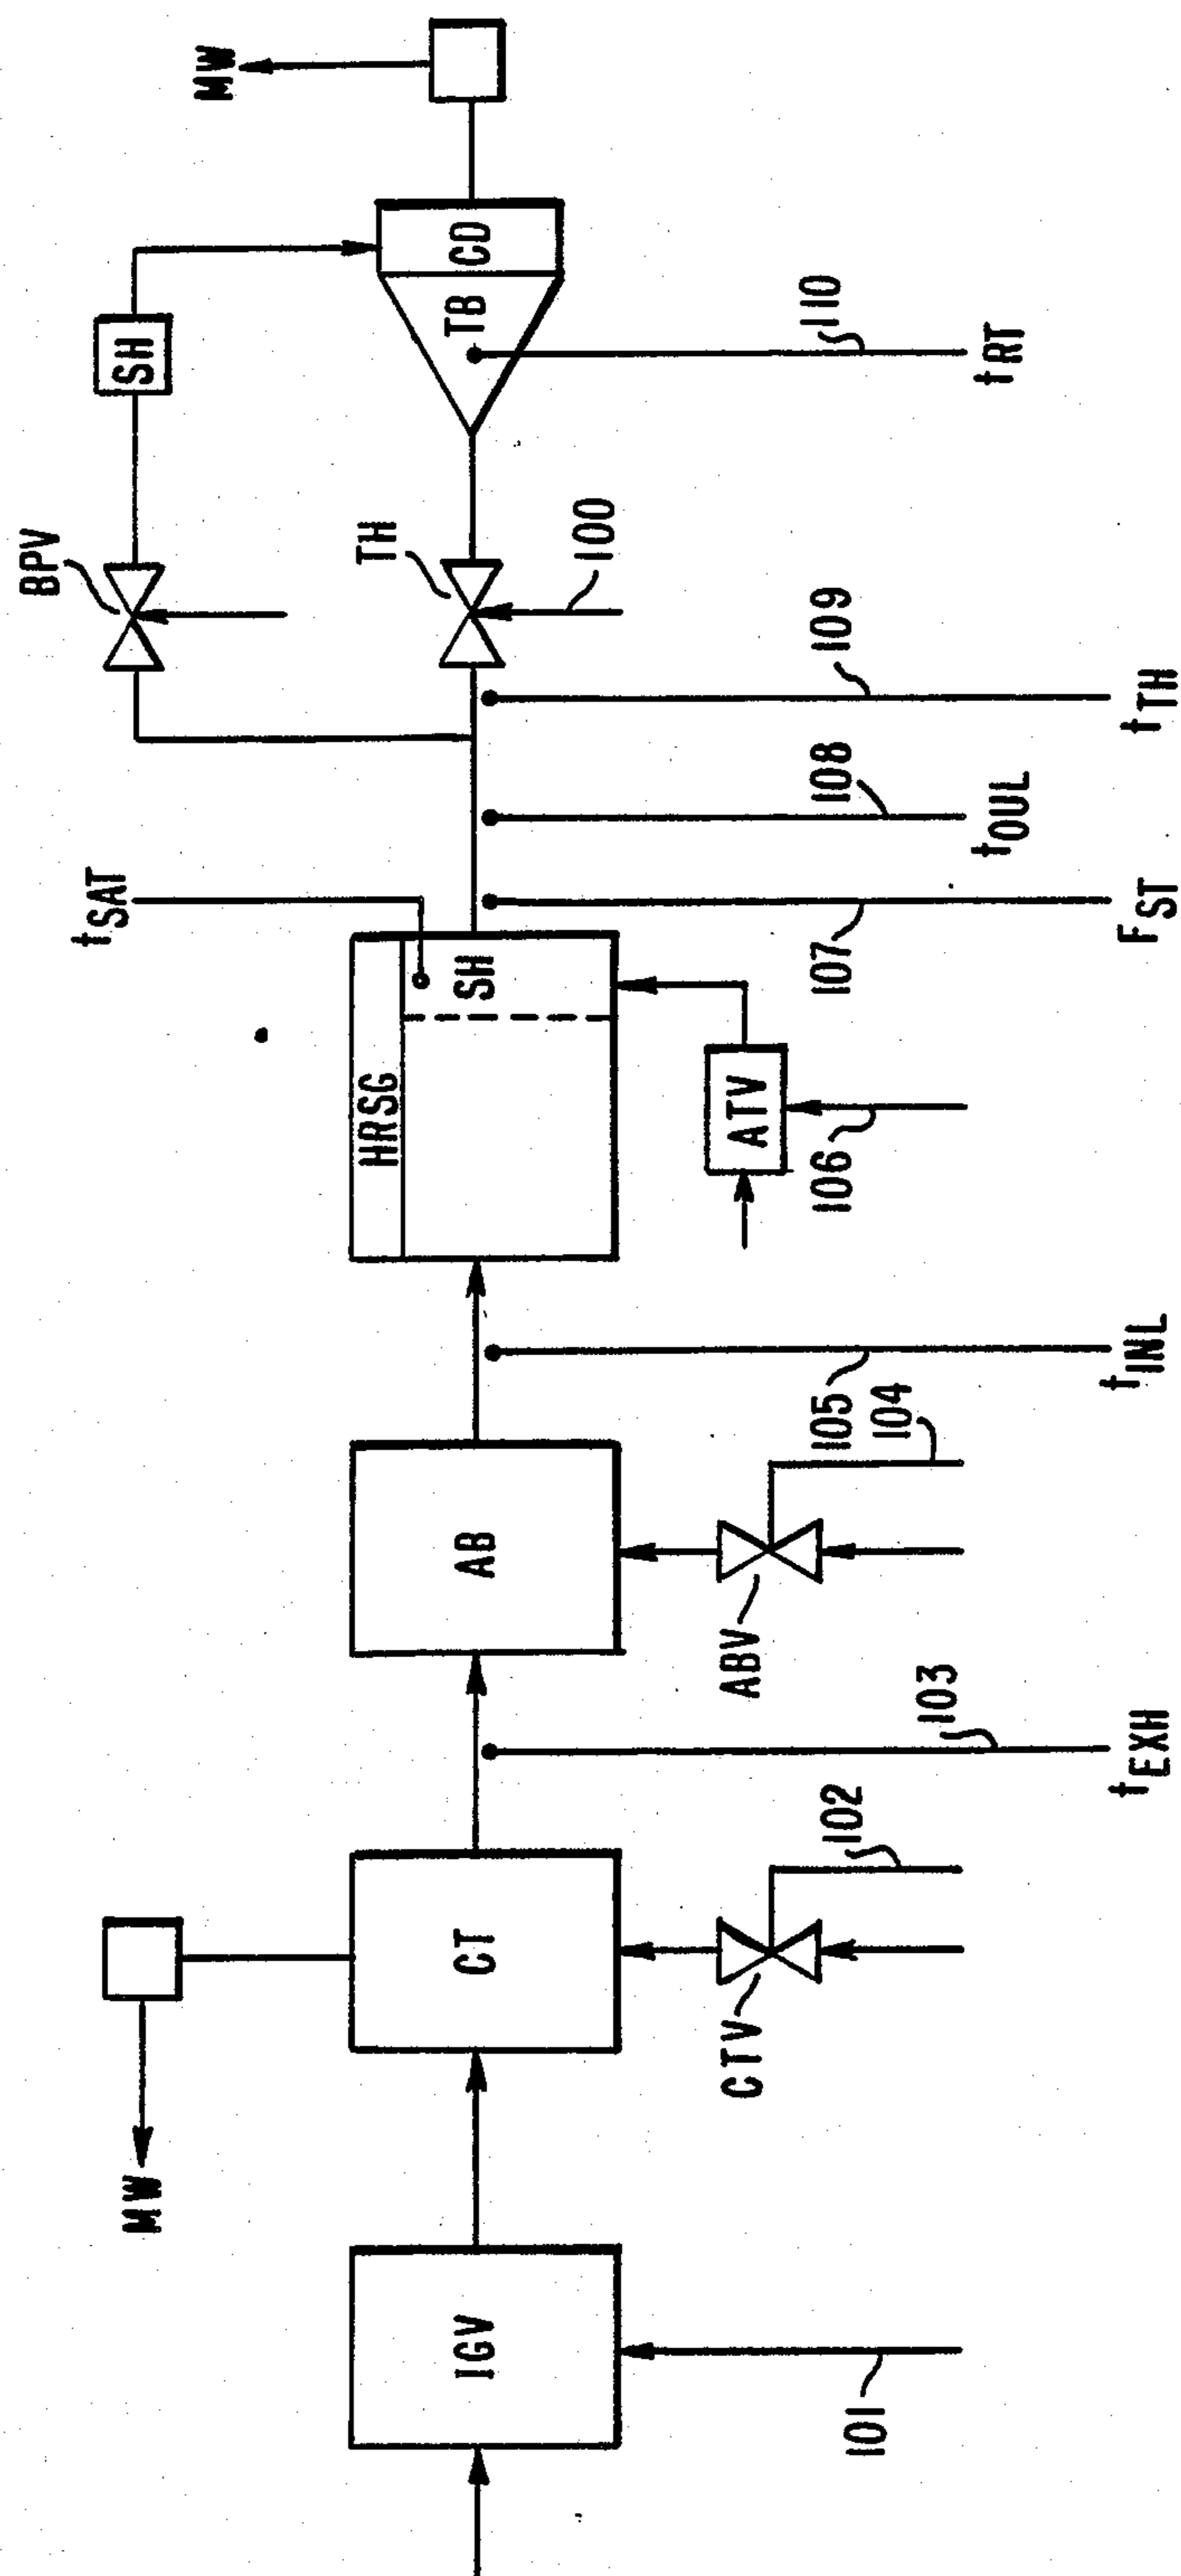 MW
SH
CD
TB
BPV
TH
100
110
tRT
109
tTH
108
tOUL
tSAT
107
FST
HRSG
SH
ATV
106
105
tINL
104
AB
ABV
103
tEXH
102
CT
CTV
MW
IGV
101